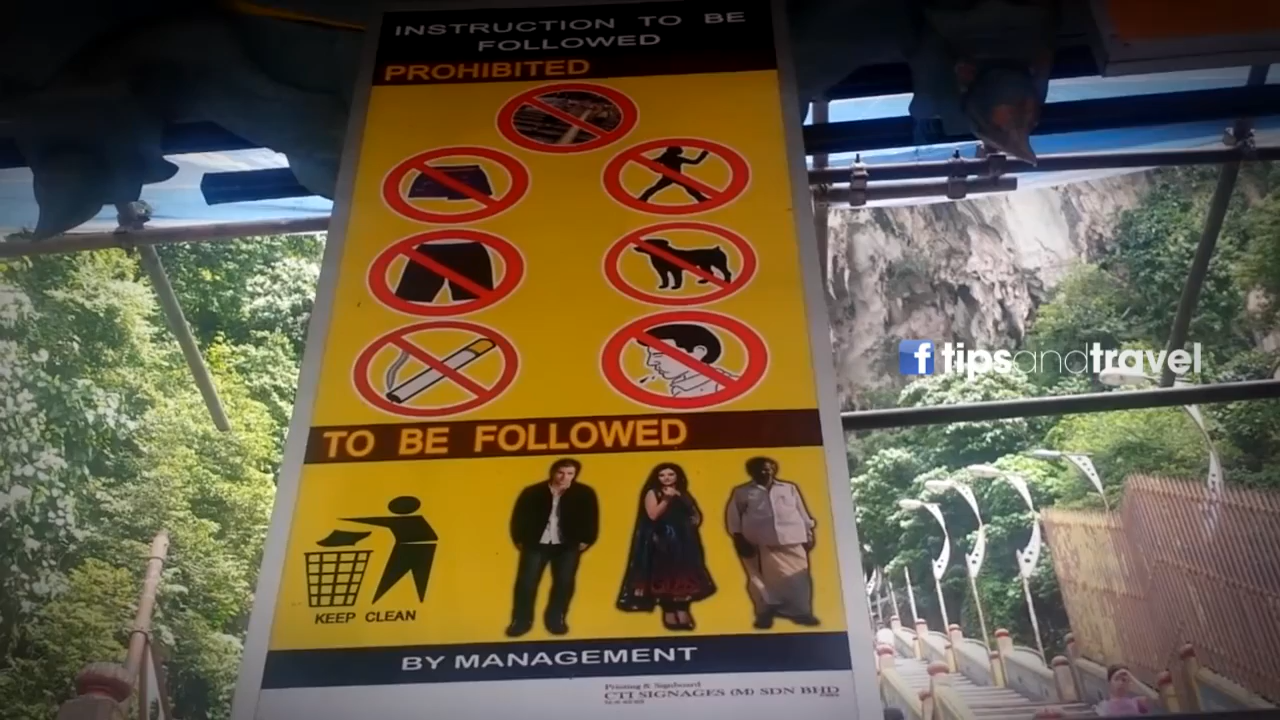 INSTRUCTION TO BE
FOLLOWED
PROHIBITED
f tipsandtravel
TO BE FOLLOWED
KEEP CLEAN
BY MANAGEMENT
Printing & Signboard
CTI SIGNAGES (M) SDN BHD